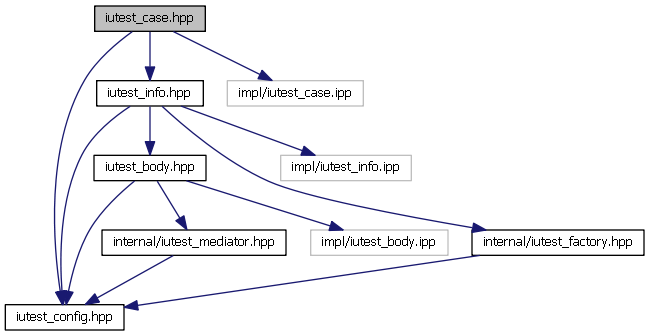 iutest_case.hpp
iutest_info.hpp
impl/iutest_case.ipp
iutest_body.hpp
impl/iutest_info.ipp
internal/iutest_mediator.hpp
impl/iutest_body.ipp
internal/iutest_factory.hpp
iutest_config.hpp